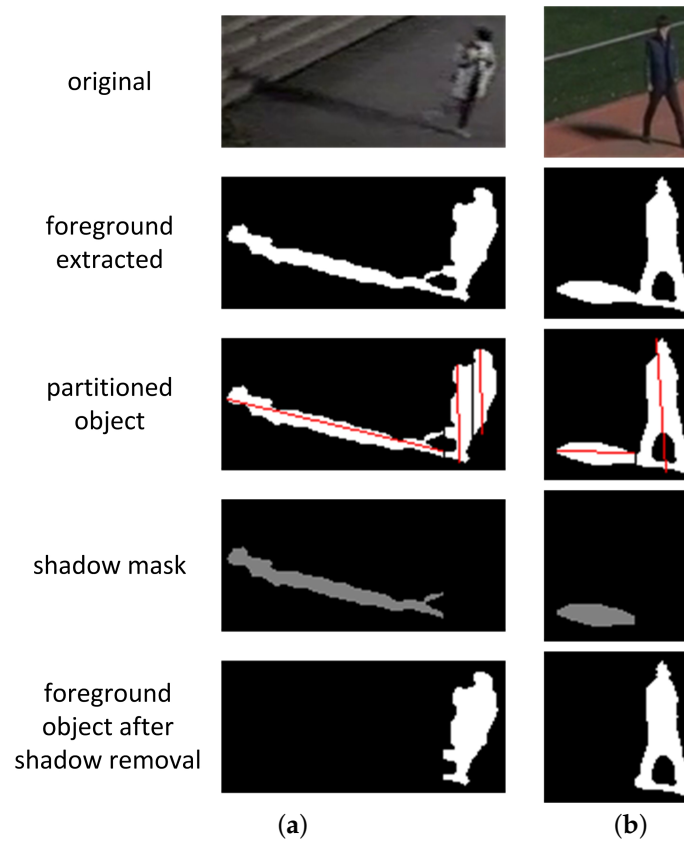 original
foreground
extracted
partitioned
object
shadow mask
foreground
object after
shadow removal
(a)
(b)